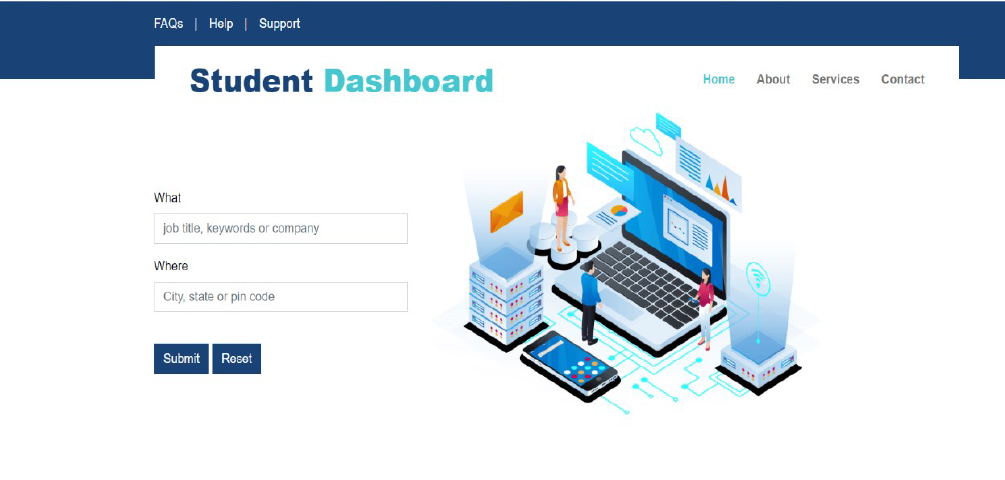 FAQs | Help | Support
Student Dashboard
Home About Services Contact
What
job title, keywords or company
Where
City, state or pin code
Submit Reset